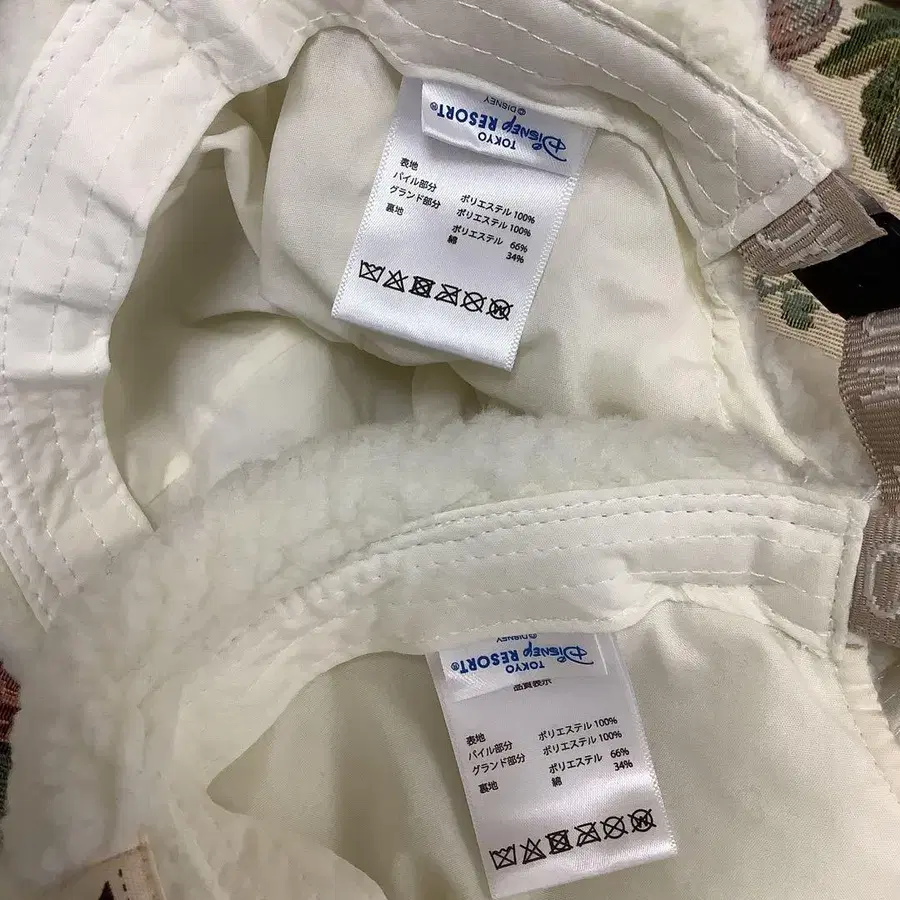 © DISNEY
Disney RESORT®
TOKYO
表地
パイル部分 ポリエステル 100%
グランド部分 ポリエステル 100%
裏地 ポリエステル 66%
綿 34%
© DISNEY
Disney RESORT®
TOKYO
品質表示
表地
パイル部分 ポリエステル 100%
グランド部分 ポリエステル 100%
裏地 ポリエステル 66%
綿 34%